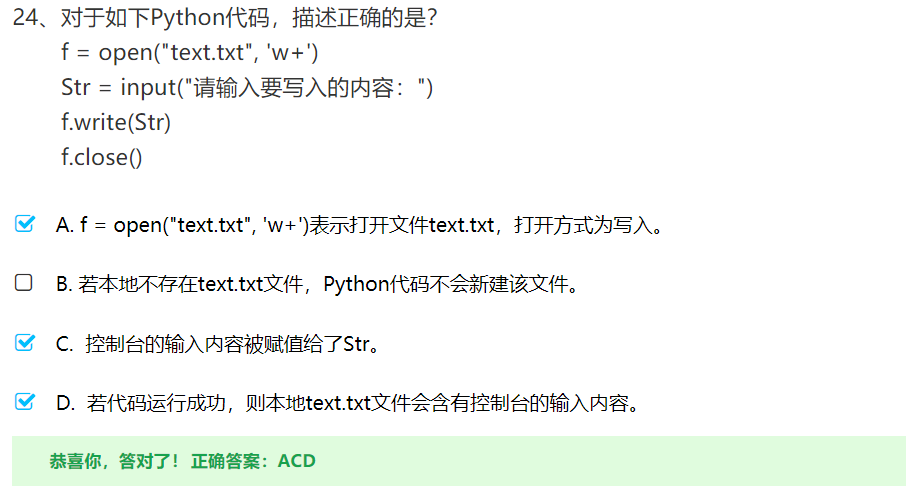 24、对于如下Python代码，描述正确的是？
f = open("text.txt", 'w+')
Str = input("请输入要写入的内容：")
f.write(Str)
f.close()
A. f = open("text.txt", 'w+')表示打开文件text.txt，打开方式为写入。
B. 若本地不存在text.txt文件，Python代码不会新建该文件。
C. 控制台的输入内容被赋值给了Str。
D. 若代码运行成功，则本地text.txt文件会含有控制台的输入内容。
恭喜你，答对了！正确答案：ACD